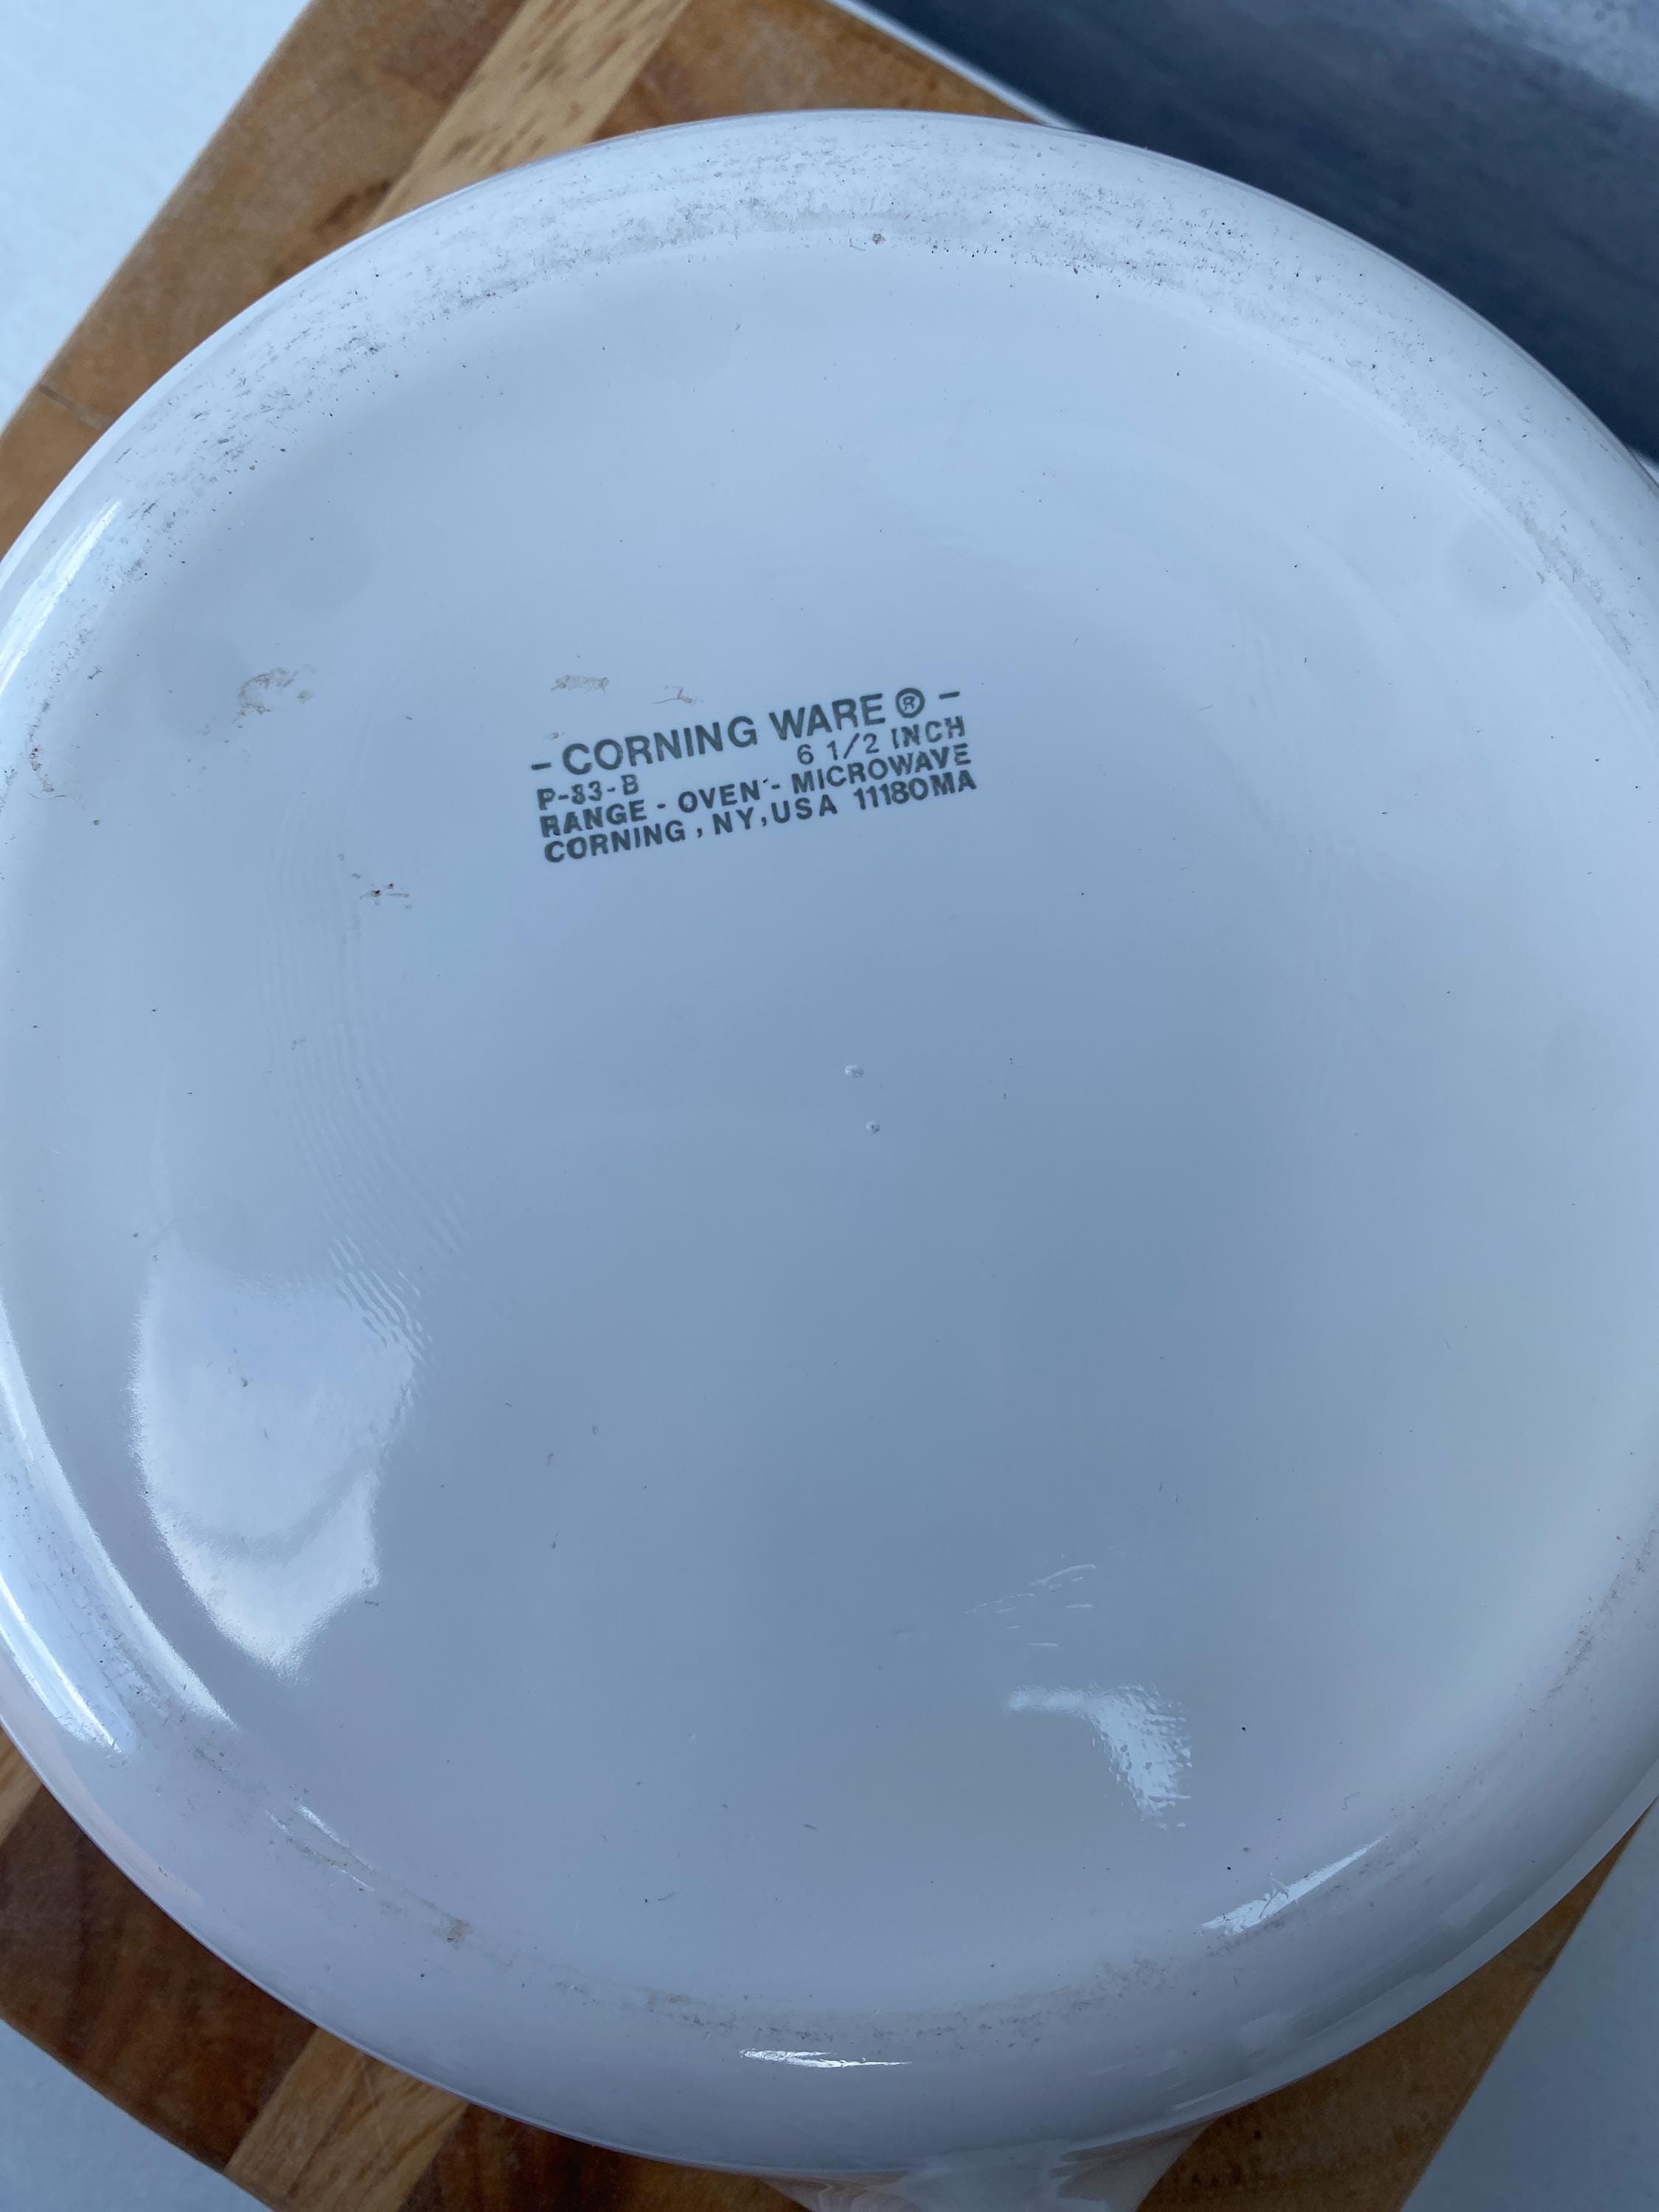 - CORNING WARE ® -
P-83-B 6 1/2 INCH
RANGE - OVEN - MICROWAVE
CORNING, NY, USA 11180MA